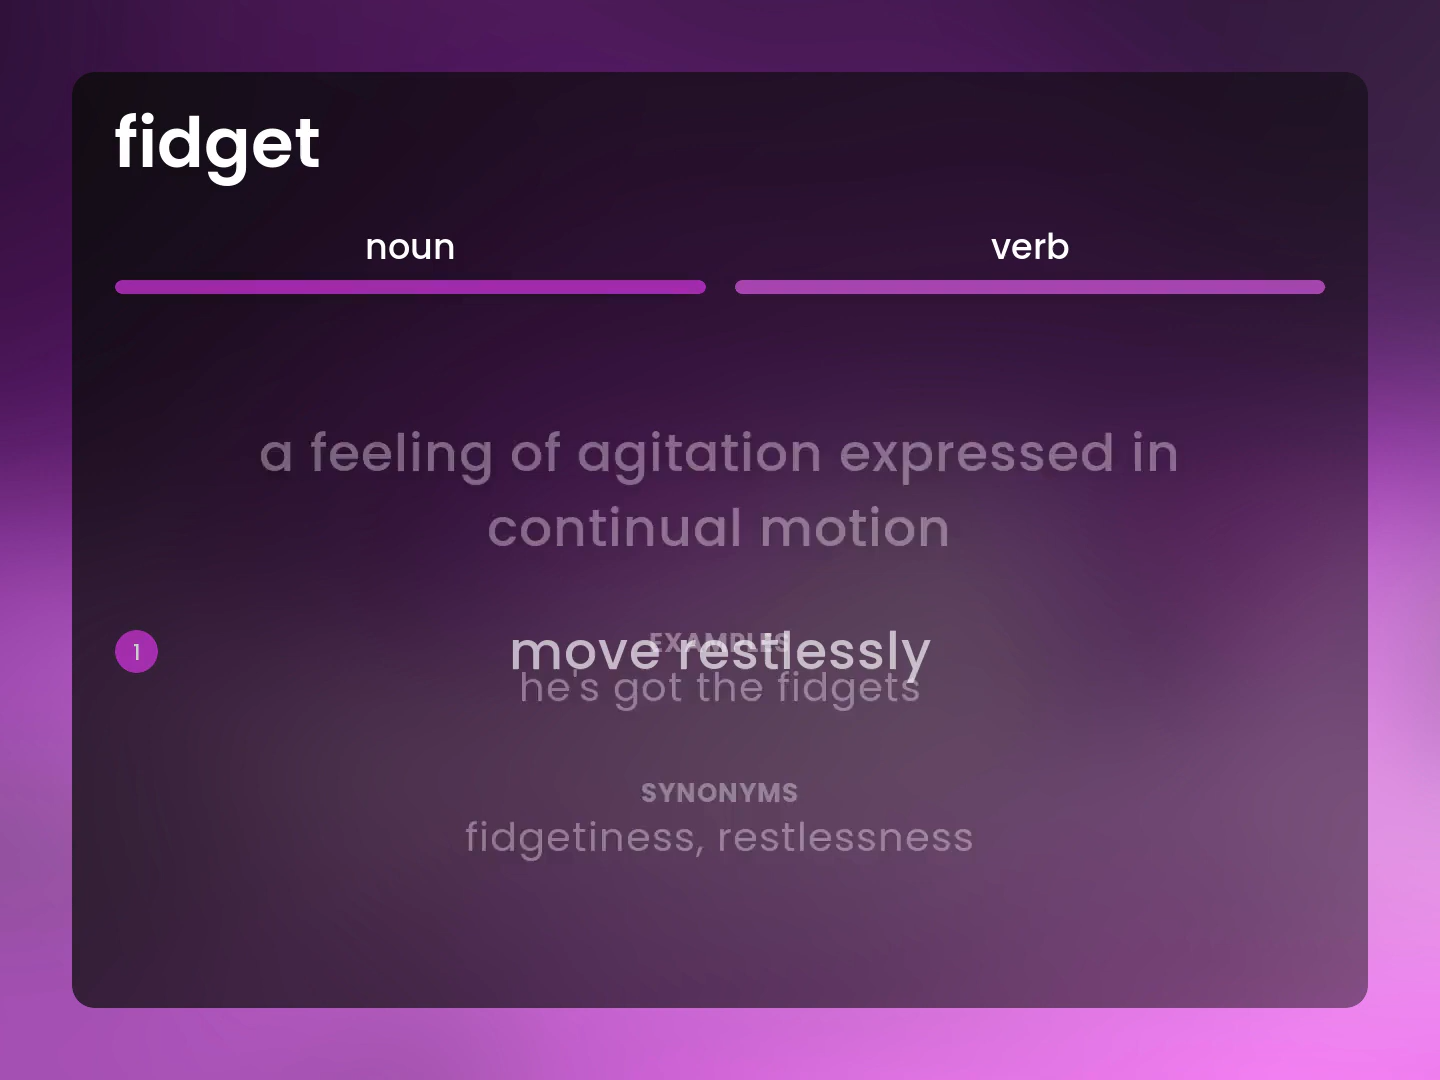 fidget
noun
verb
a feeling of agitation expressed in
continual motion
EXAMPLES
1
move restlessly
he's got the fidgets
SYNONYMS
fidgetiness, restlessness